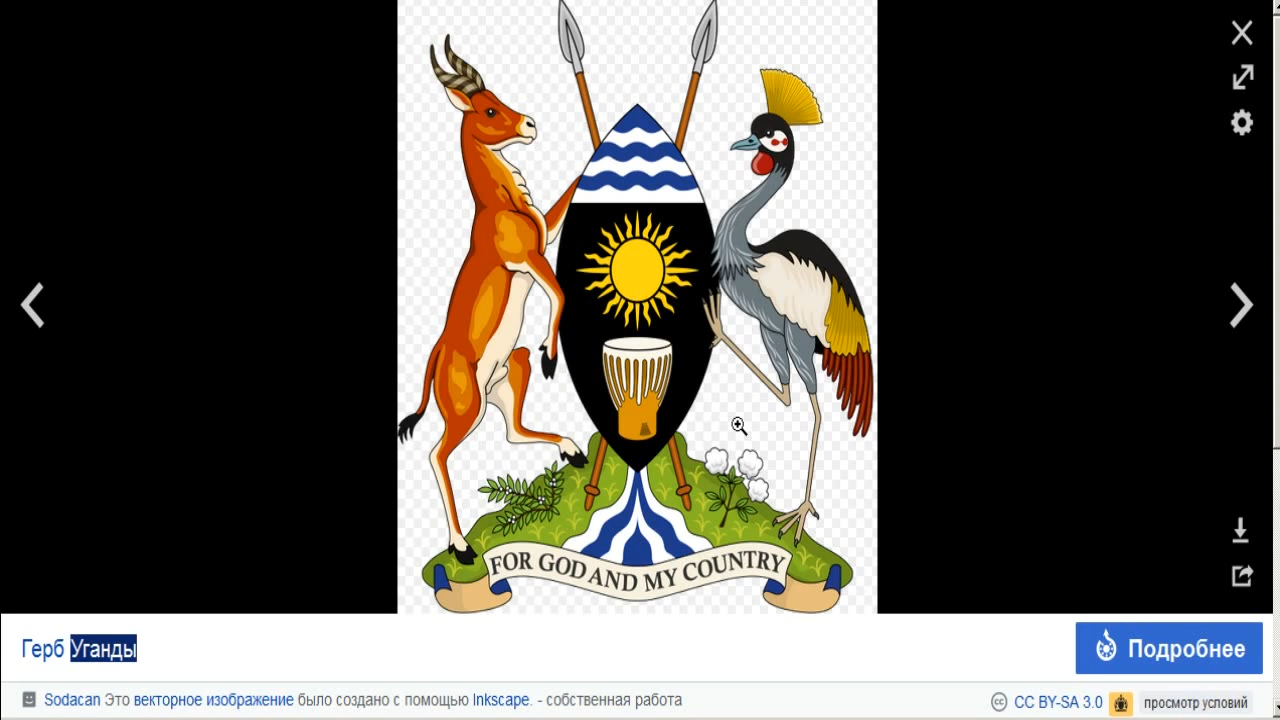 FOR GOD AND MY COUNTRY
Герб Уганды
Подробнее
Sodacan Это векторное изображение было создано с помощью Inkscape. - собственная работа
CC BY-SA 3.0 просмотр условий